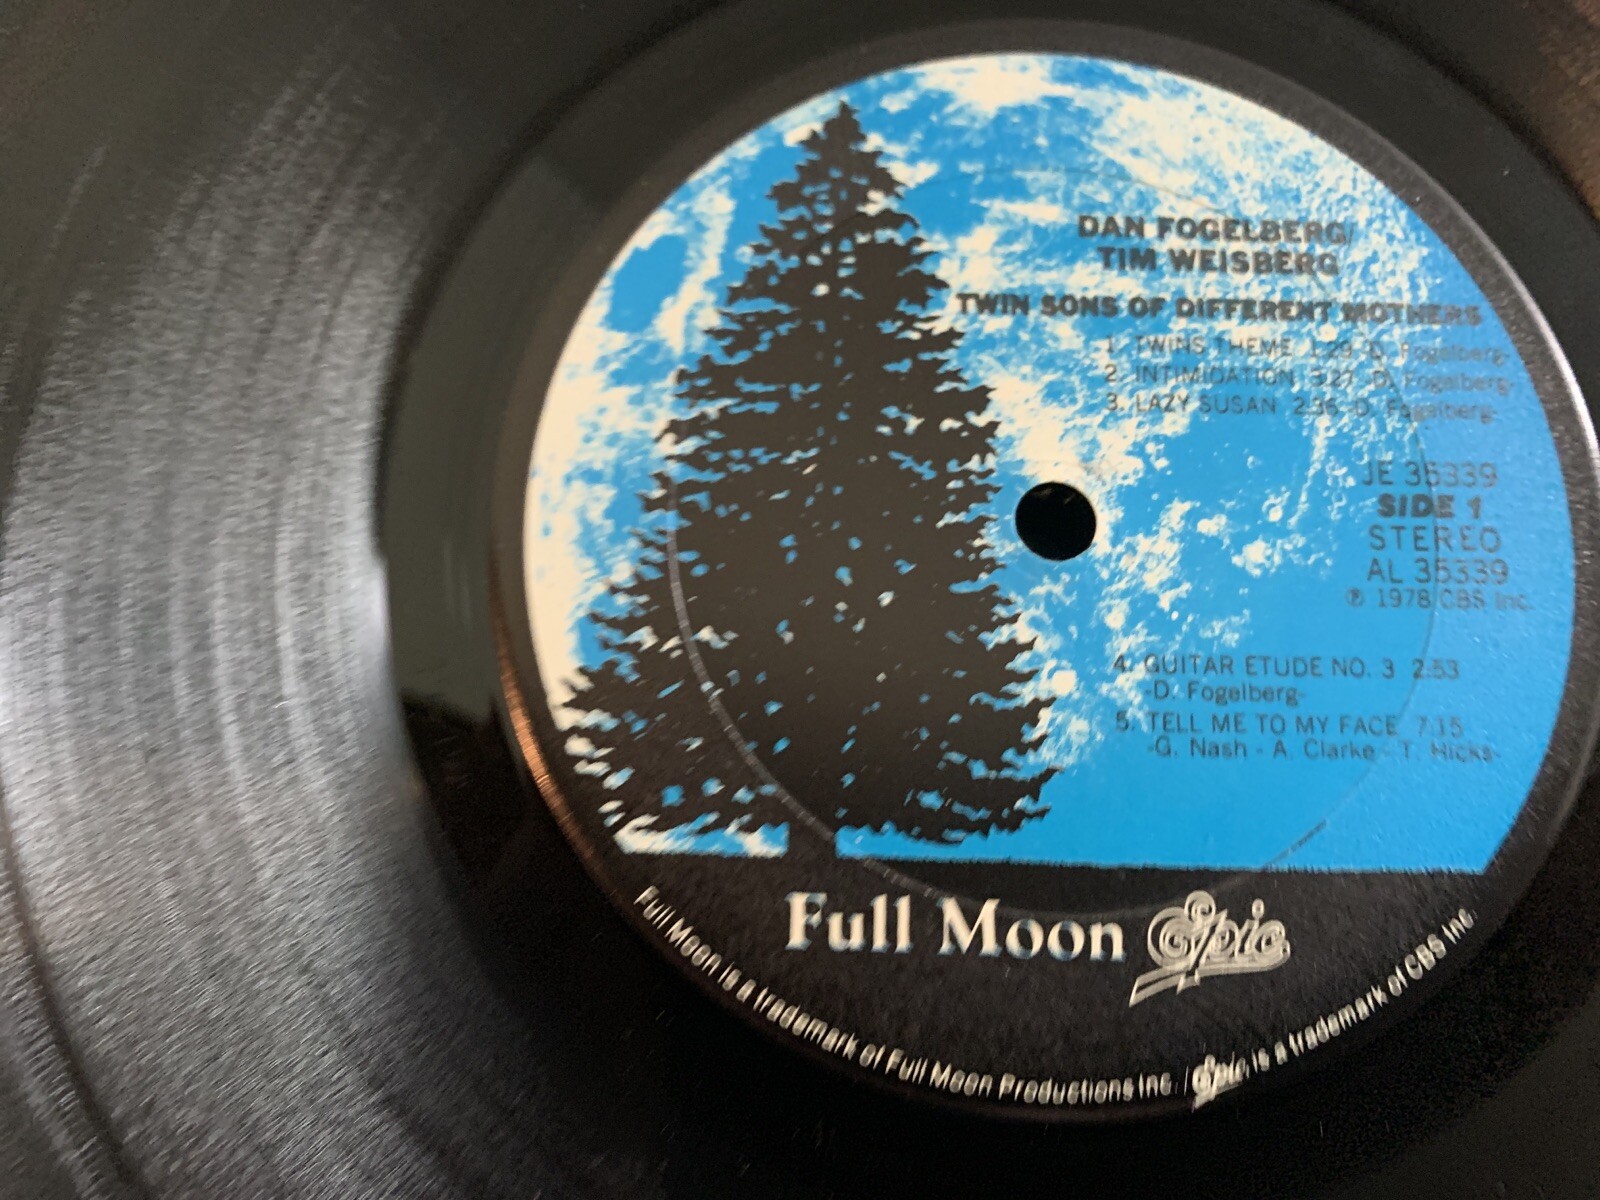 DAN FOGELBERG/
TIM WEISBERG
TWIN SONS OF DIFFERENT MOTHERS
1. TWINS THEME 1:29 -D. Fogelberg-
2. INTIMIDATION 3:27 -D. Fogelberg-
3. LAZY SUSAN 2:35 -D. Fogelberg-
JE 35339
SIDE 1
STEREO
AL 35339
℗ 1978 CBS Inc.
4. GUITAR ETUDE NO. 3 2:53
-D. Fogelberg-
5. TELL ME TO MY FACE 7:15
-G. Nash - A. Clarke - T. Hicks-
Full Moon Epic
Full Moon is a trademark of Full Moon Productions Inc. / Epic is a trademark of CBS Inc.